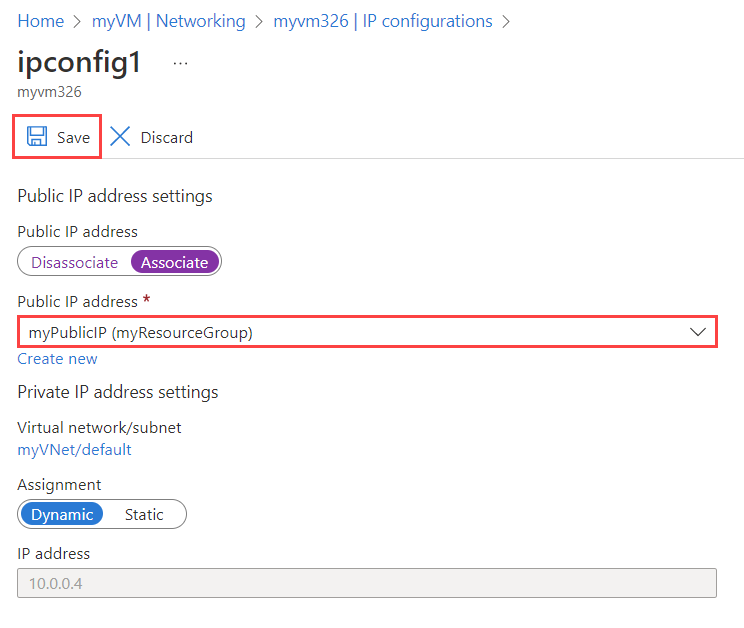 Home > myVM | Networking > myvm326 | IP configurations >
ipconfig1 ...
myvm326
Save Discard
Public IP address settings
Public IP address
Disassociate Associate
Public IP address *
myPublicIP (myResourceGroup)
Create new
Private IP address settings
Virtual network/subnet
myVNet/default
Assignment
Dynamic Static
IP address
10.0.0.4